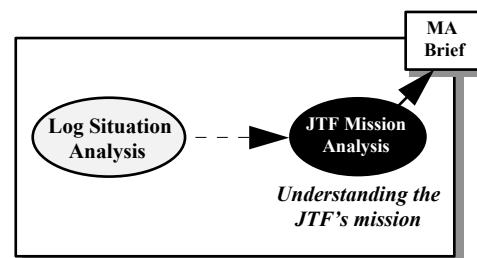 MA
Brief
Log Situation
Analysis
JTF Mission
Analysis
Understanding the
JTF's mission